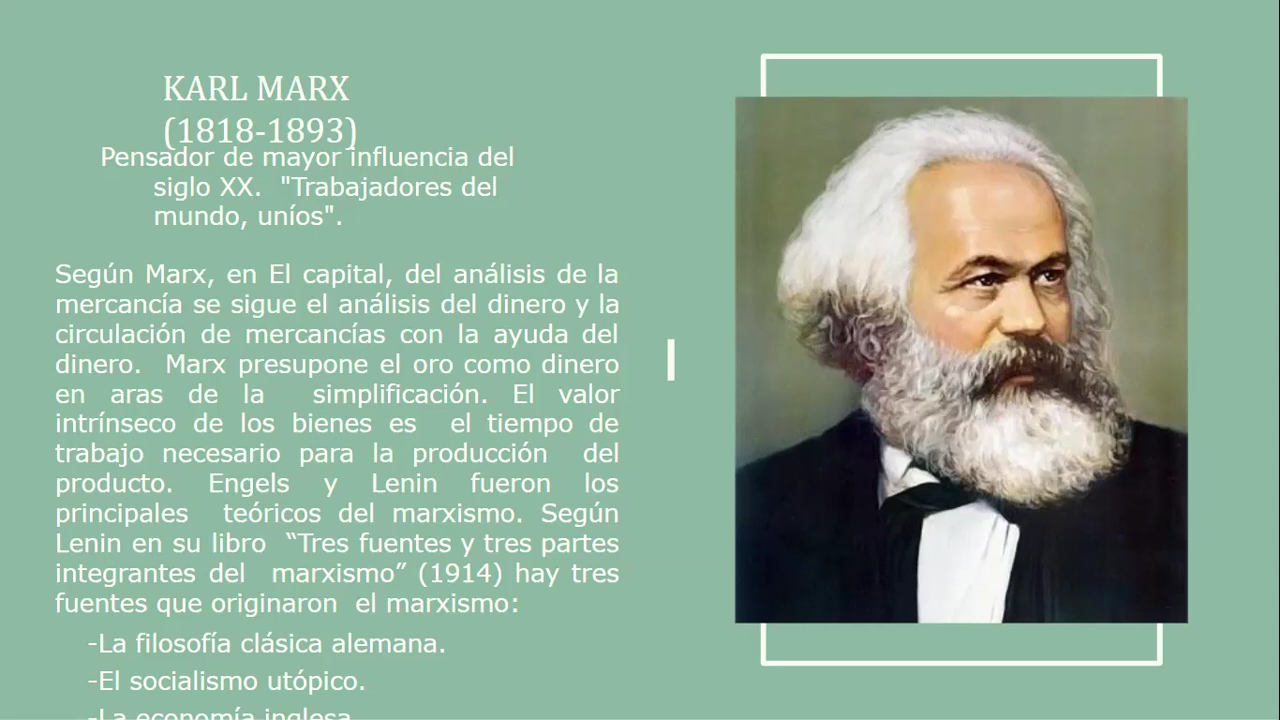 KARL MARX
(1818-1893)
Pensador de mayor influencia del
siglo XX. "Trabajadores del
mundo, uníos".
Según Marx, en El capital, del análisis de la
mercancía se sigue el análisis del dinero y la
circulación de mercancías con la ayuda del
dinero. Marx presupone el oro como dinero
en aras de la simplificación. El valor
intrínseco de los bienes es el tiempo de
trabajo necesario para la producción del
producto. Engels y Lenin fueron los
principales teóricos del marxismo. Según
Lenin en su libro “Tres fuentes y tres partes
integrantes del marxismo” (1914) hay tres
fuentes que originaron el marxismo:
-La filosofía clásica alemana.
-El socialismo utópico.
-La economía inglesa